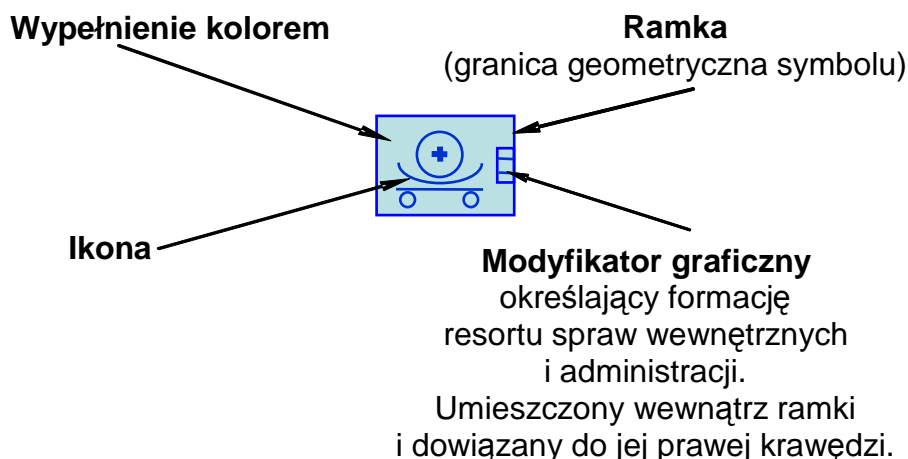 Wypełnienie kolorem
Ramka
(granica geometryczna symbolu)
Ikona
Modyfikator graficzny
określający formację
resortu spraw wewnętrznych
i administracji.
Umieszczony wewnątrz ramki
i dowiązany do jej prawej krawędzi.